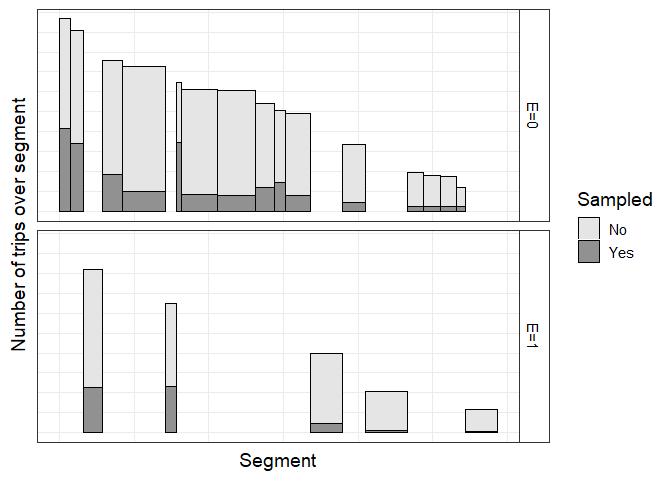 Number of trips over segment
E=0
E=1
Segment
Sampled
No
Yes